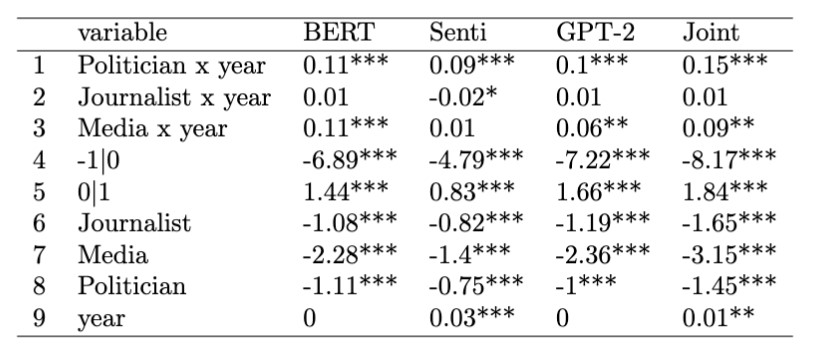 variable BERT Senti GPT-2 Joint
1 Politician x year 0.11*** 0.09*** 0.1*** 0.15***
2 Journalist x year 0.01 -0.02* 0.01 0.01
3 Media x year 0.11*** 0.01 0.06** 0.09**
4 -1|0 -6.89*** -4.79*** -7.22*** -8.17***
5 0|1 1.44*** 0.83*** 1.66*** 1.84***
6 Journalist -1.08*** -0.82*** -1.19*** -1.65***
7 Media -2.28*** -1.4*** -2.36*** -3.15***
8 Politician -1.11*** -0.75*** -1*** -1.45***
9 year 0 0.03*** 0 0.01**